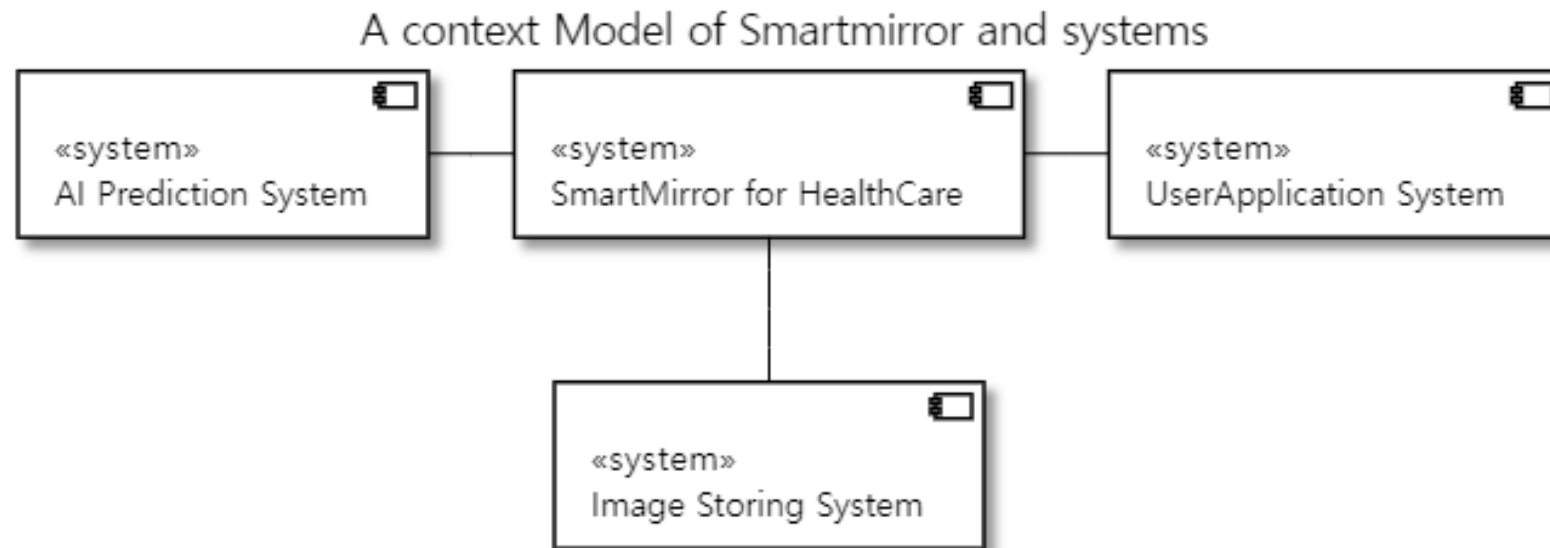 A context Model of Smartmirror and systems
«system»
AI Prediction System
«system»
SmartMirror for HealthCare
«system»
UserApplication System
«system»
Image Storing System